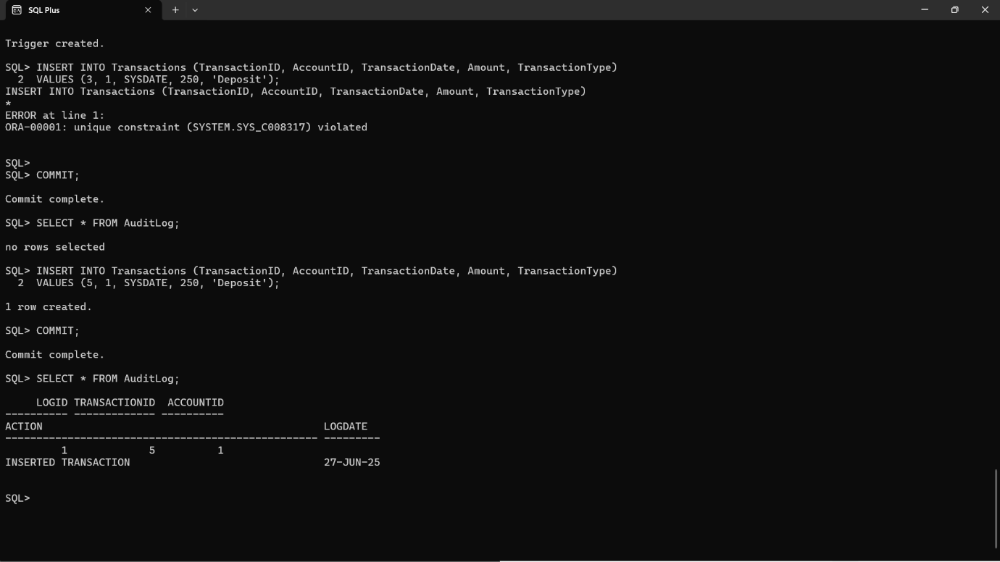 SQL Plus
Trigger created.
SQL> INSERT INTO Transactions (TransactionID, AccountID, TransactionDate, Amount, TransactionType)
  2  VALUES (3, 1, SYSDATE, 250, 'Deposit');
INSERT INTO Transactions (TransactionID, AccountID, TransactionDate, Amount, TransactionType)
*
ERROR at line 1:
ORA-00001: unique constraint (SYSTEM.SYS_C008317) violated
SQL>
SQL> COMMIT;
Commit complete.
SQL> SELECT * FROM AuditLog;
no rows selected
SQL> INSERT INTO Transactions (TransactionID, AccountID, TransactionDate, Amount, TransactionType)
  2  VALUES (5, 1, SYSDATE, 250, 'Deposit');
1 row created.
SQL> COMMIT;
Commit complete.
SQL> SELECT * FROM AuditLog;
     LOGID TRANSACTIONID  ACCOUNTID
---------- ------------- ----------
ACTION                                             LOGDATE
-------------------------------------------------- ---------
         1             5          1
INSERTED TRANSACTION                               27-JUN-25
SQL>